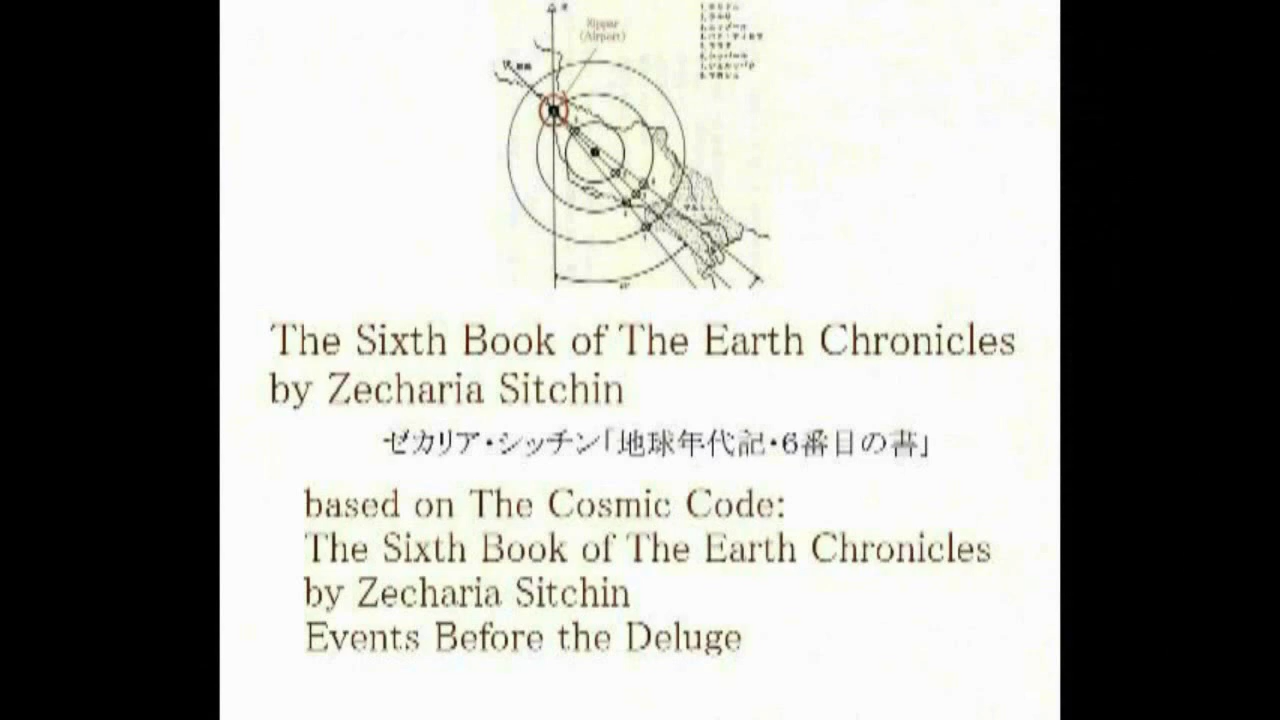 Sippar
(Airport)
The Sixth Book of The Earth Chronicles
by Zecharia Sitchin
ゼカリア・シッチン「地球年代記・6番目の書」
based on The Cosmic Code:
The Sixth Book of The Earth Chronicles
by Zecharia Sitchin
Events Before the Deluge